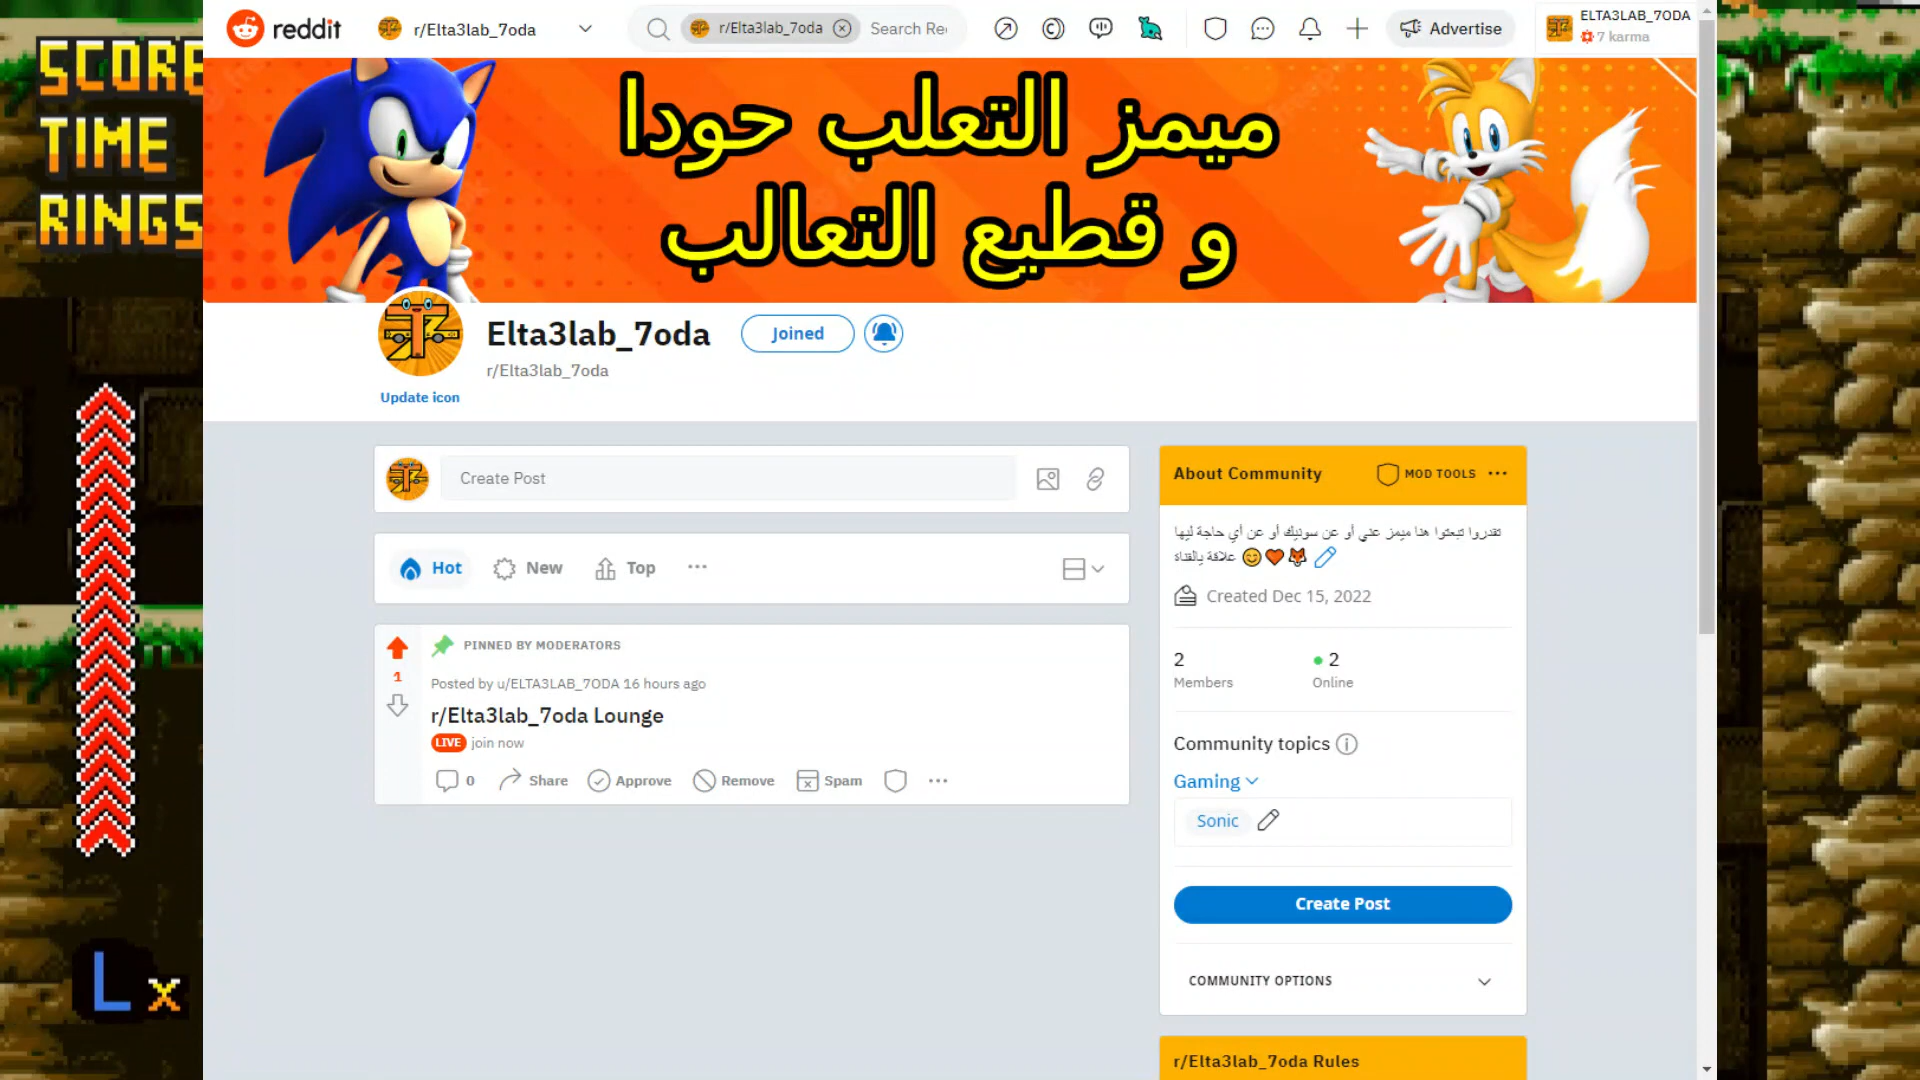 SCORE
TIME
RINGS
L x
reddit
r/Elta3lab_7oda
r/Elta3lab_7oda
Search Re
Advertise
ELTA3LAB_7ODA
7 karma
ميمز التعلب حودا
و قطيع التعالب
Elta3lab_7oda
Joined
r/Elta3lab_7oda
Update icon
Create Post
Hot
New
Top
PINNED BY MODERATORS
1
Posted by u/ELTA3LAB_7ODA 16 hours ago
r/Elta3lab_7oda Lounge
LIVE join now
0 Share Approve Remove Spam
About Community
MOD TOOLS
تقدروا تبعتوا هنا ميمز عني أو عن سونيك أو عن أي حاجة ليها
علاقة بالقناة 😊🧡🦊
Created Dec 15, 2022
2
Members
2
Online
Community topics
Gaming
Sonic
Create Post
COMMUNITY OPTIONS
r/Elta3lab_7oda Rules